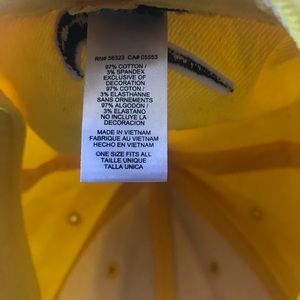 RN# 56323 CA# 05553
97% COTTON /
3% SPANDEX
EXCLUSIVE OF
DECORATION
97% COTON /
3% ELASTHANNE
SANS ORNEMENTS
97% ALGODON /
3% ELASTANO
NO INCLUYE LA
DECORACION
MADE IN VIETNAM
FABRIQUE AU VIETNAM
HECHO EN VIETNAM
ONE SIZE FITS ALL
TAILLE UNIQUE
TALLA UNICA